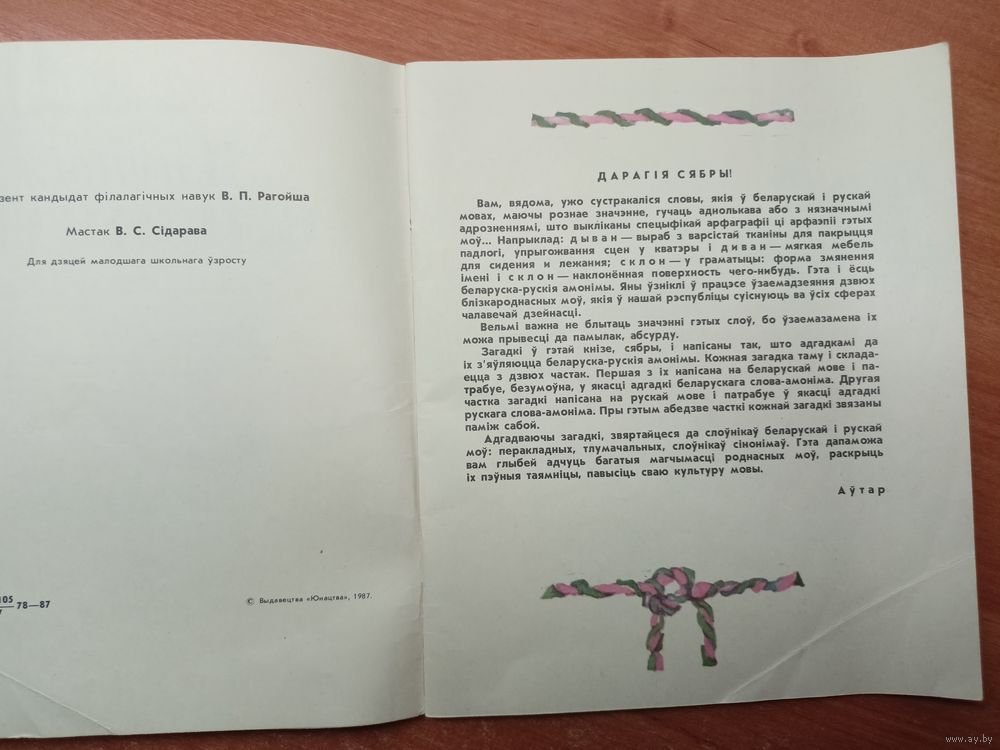 кандыдат філалагічных навук В. П. Рагойша
Мастак В. С. Сідарава
Для дзяцей малодшага школьнага ўзросту
105
78—87
© Выдавецтва «Юнацтва», 1987.
ДАРАГІЯ СЯБРЫ!
Вам, вядома, ужо сустракаліся словы, якія ў беларускай і рускай
мовах, маючы рознае значэнне, гучаць аднолькава або з нязначнымі
адрозненнямі, што выкліканы спецыфікай арфаграфіі ці арфаэпіі гэтых
моў... Напрыклад: дыван — выраб з варсістай тканіны для пакрыцця
падлогі, упрыгожвання сцен у кватэры і диван — мягкая мебель
для сидения и лежания; склон — у граматыцы: форма змянення
імені і склон — наклонённая поверхность чего-нибудь. Гэта і ёсць
беларуска-рускія амонімы. Яны ўзніклі ў працэсе ўзаемадзеяння дзвюх
блізкароднасных моў, якія ў нашай рэспубліцы суіснуюць ва ўсіх сферах
чалавечай дзейнасці.
Вельмі важна не блытаць значэнні гэтых слоў, бо ўзаемазамена іх
можа прывесці да памылак, абсурду.
Загадкі ў гэтай кнізе, сябры, і напісаны так, што адгадкамі да
іх з'яўляюцца беларуска-рускія амонімы. Кожная загадка таму і склада-
ецца з дзвюх частак. Першая з іх напісана на беларускай мове і па-
трабуе, безумоўна, у якасці адгадкі беларускага слова-амоніма. Другая
частка загадкі напісана на рускай мове і патрабуе ў якасці адгадкі
рускага слова-амоніма. Пры гэтым абедзве часткі кожнай загадкі звязаны
паміж сабой.
Адгадваючы загадкі, звяртайцеся да слоўнікаў беларускай і рускай
моў: перакладных, тлумачальных, слоўнікаў сінонімаў. Гэта дапаможа
вам глыбей адчуць багатыя магчымасці роднасных моў, раскрыць
іх пэўныя таямніцы, павысіць сваю культуру мовы.
Аўтар
www.ay.by